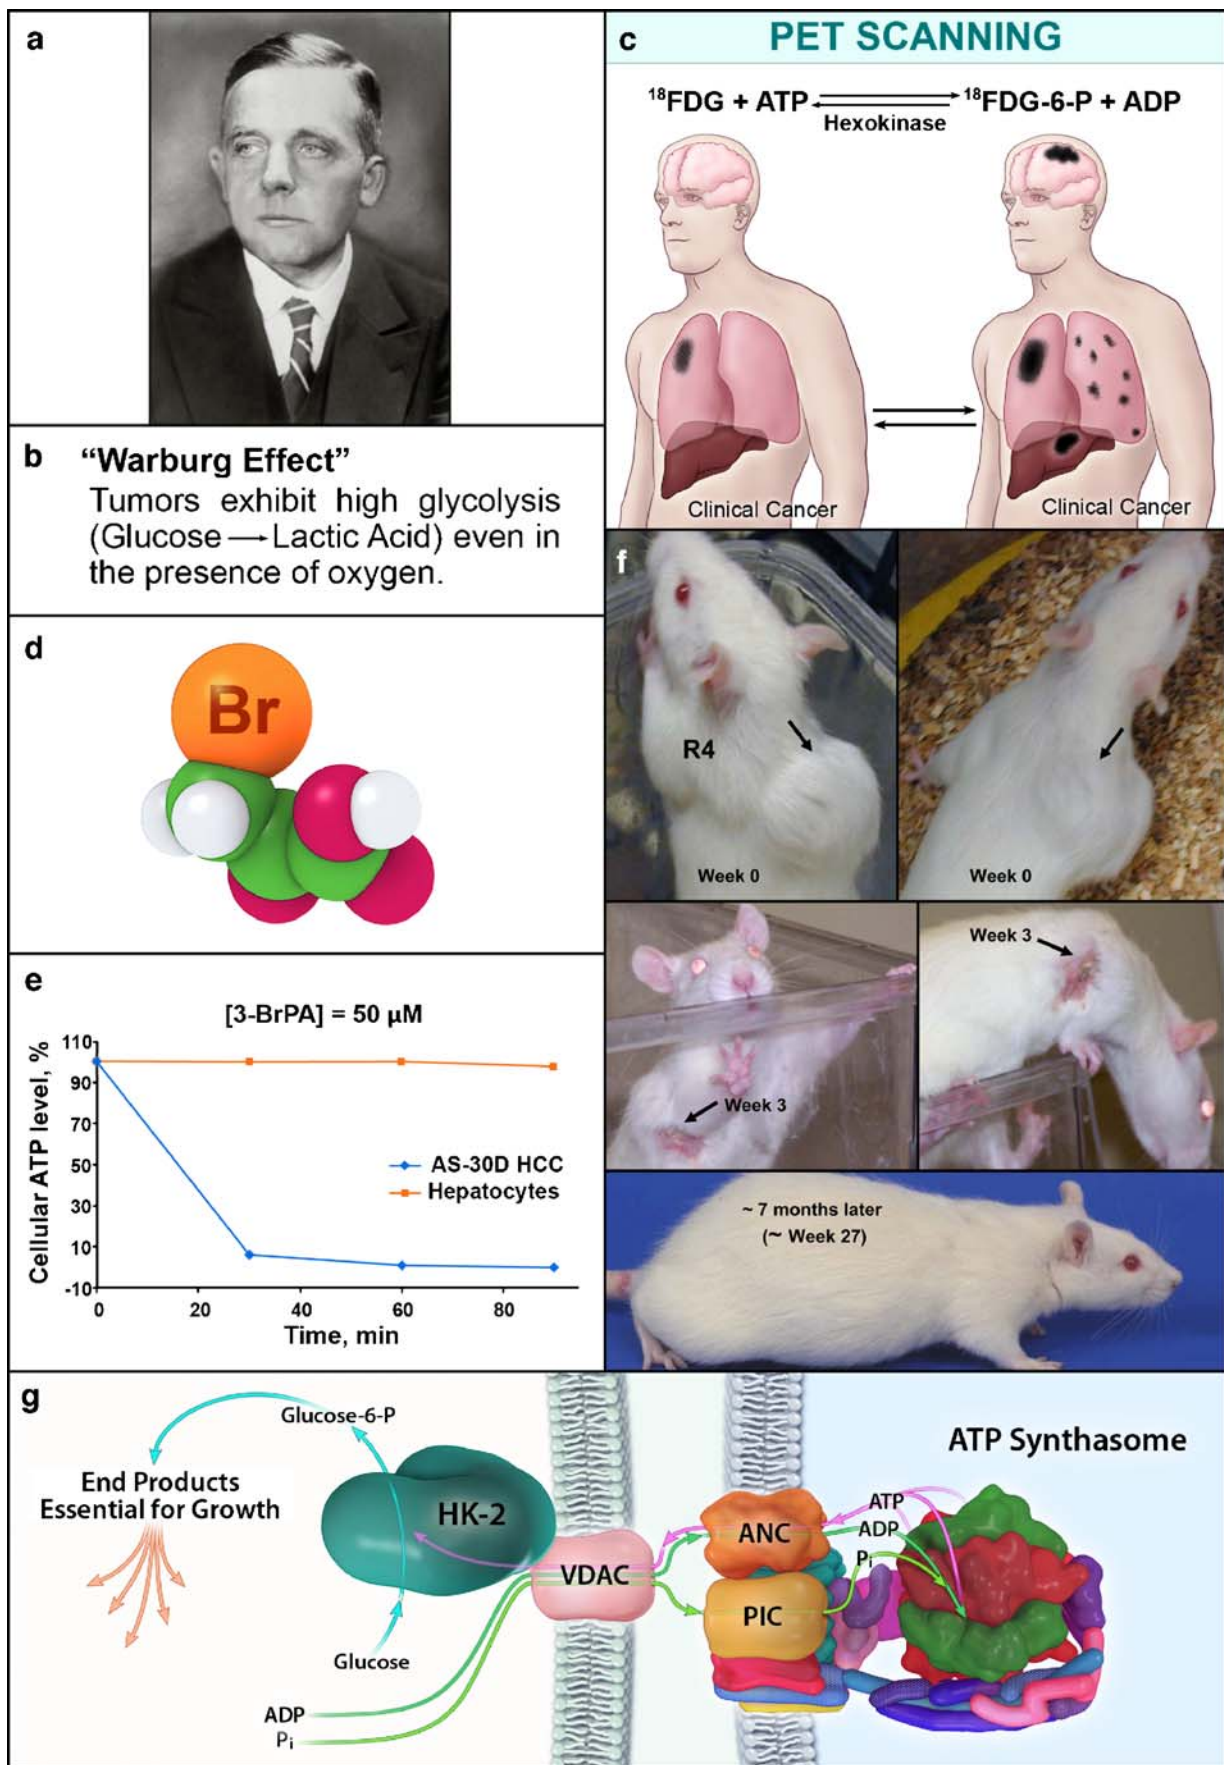 a
b "Warburg Effect"
Tumors exhibit high glycolysis
(Glucose → Lactic Acid) even in
the presence of oxygen.
c PET SCANNING
¹⁸FDG + ATP ⇌ ¹⁸FDG-6-P + ADP
Hexokinase
Clinical Cancer
Clinical Cancer
d
Br
e
[3-BrPA] = 50 µM
Cellular ATP level, %
110
90
70
50
30
10
-10
0 20 40 60 80
Time, min
AS-30D HCC
Hepatocytes
f
R4
Week 0
Week 0
Week 3
Week 3
~ 7 months later
(~ Week 27)
g
Glucose-6-P
End Products
Essential for Growth
HK-2
Glucose
ADP
Pi
VDAC
ANC
PIC
ATP
ADP
Pi
ATP Synthasome